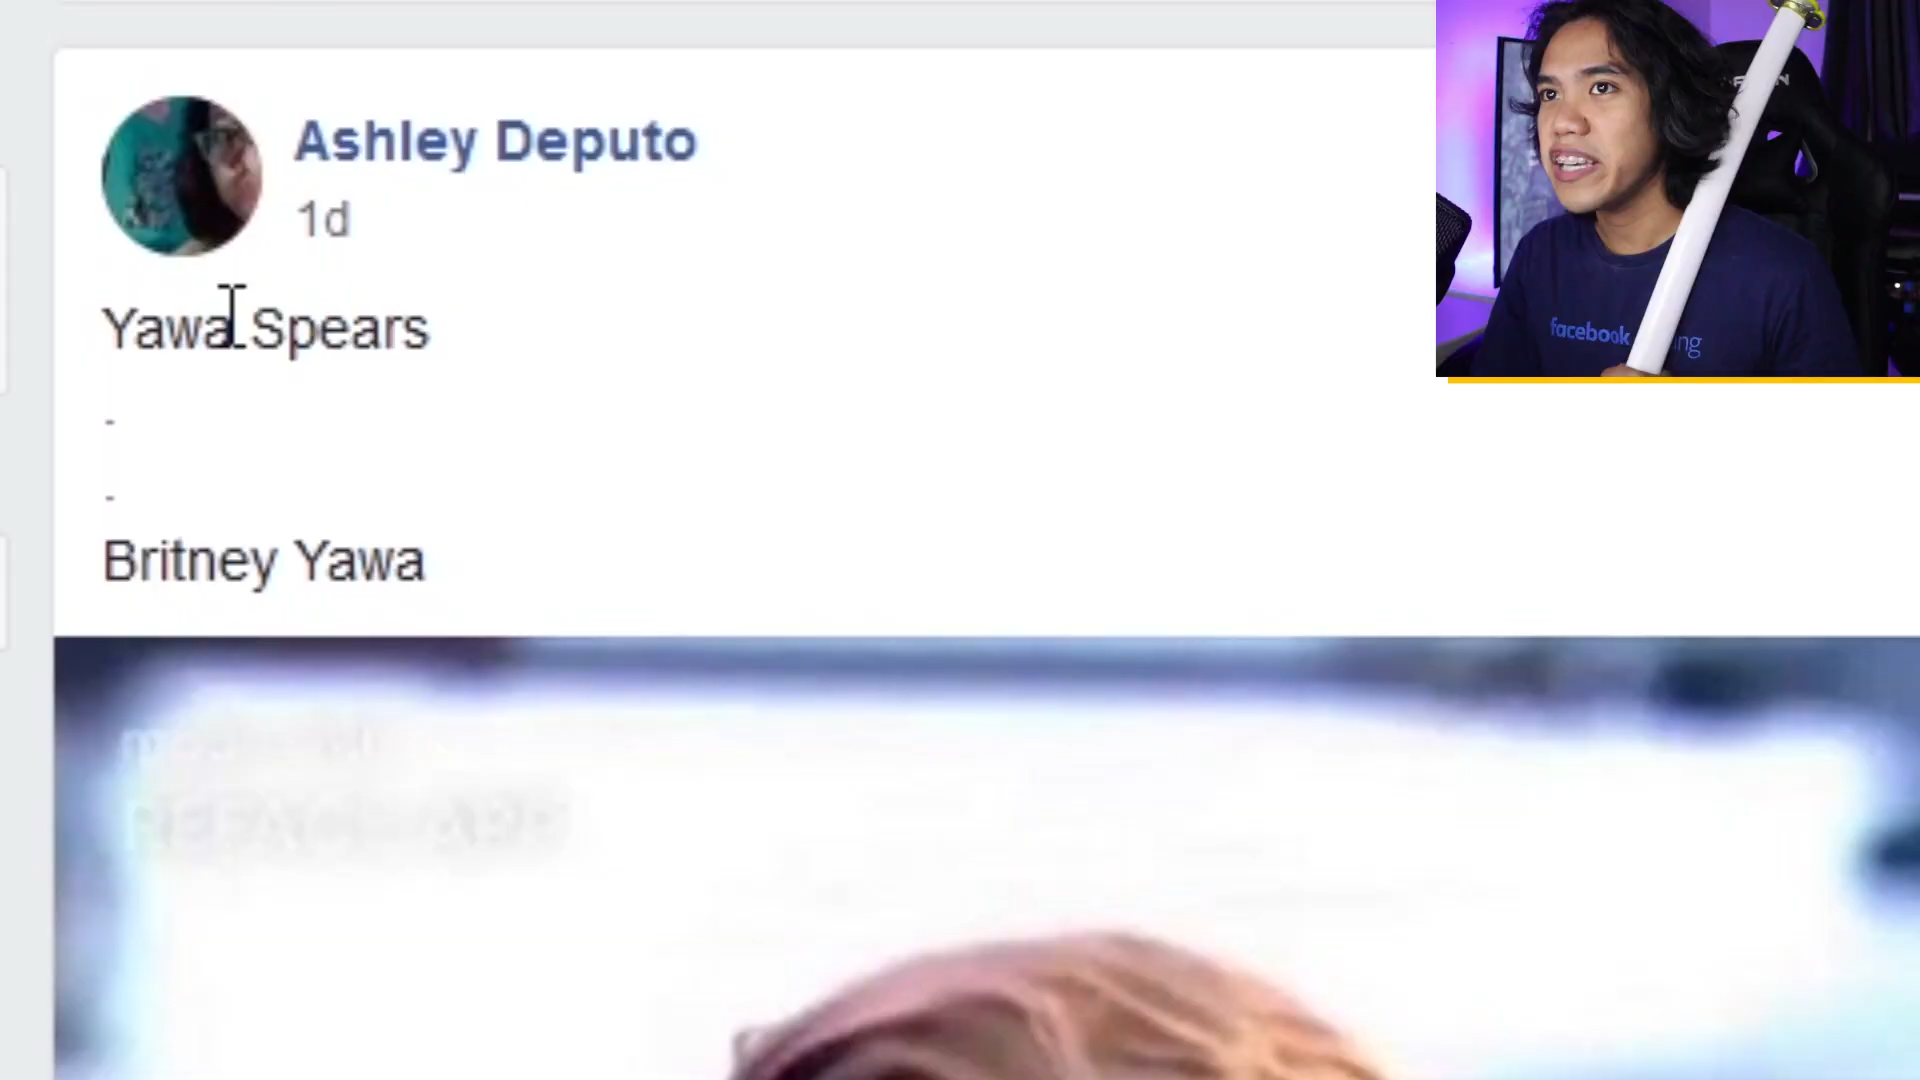 Ashley Deputo
1d
Yawa Spears
-
-
Britney Yawa
facebook